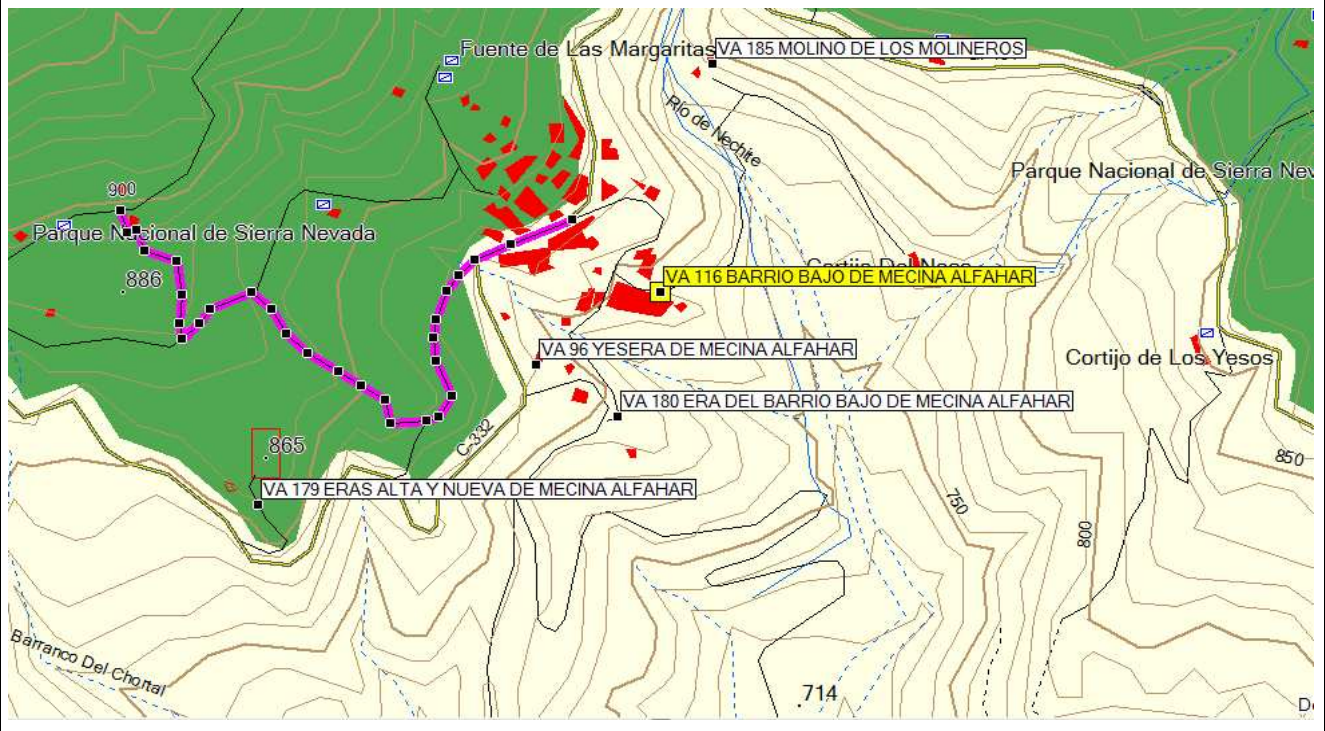 Fuente de Las Margaritas
VA 185 MOLINO DE LOS MOLINEROS
Río de Nechite
Parque Nacional de Sierra Nev
900
Parque Nacional de Sierra Nevada
886
VA 116 BARRIO BAJO DE MECINA ALFAHAR
VA 96 YESERA DE MECINA ALFAHAR
Cortijo de Los Yesos
VA 180 ERA DEL BARRIO BAJO DE MECINA ALFAHAR
C-332
865
850
VA 179 ERAS ALTA Y NUEVA DE MECINA ALFAHAR
750
800
Barranco Del Chortal
714
De